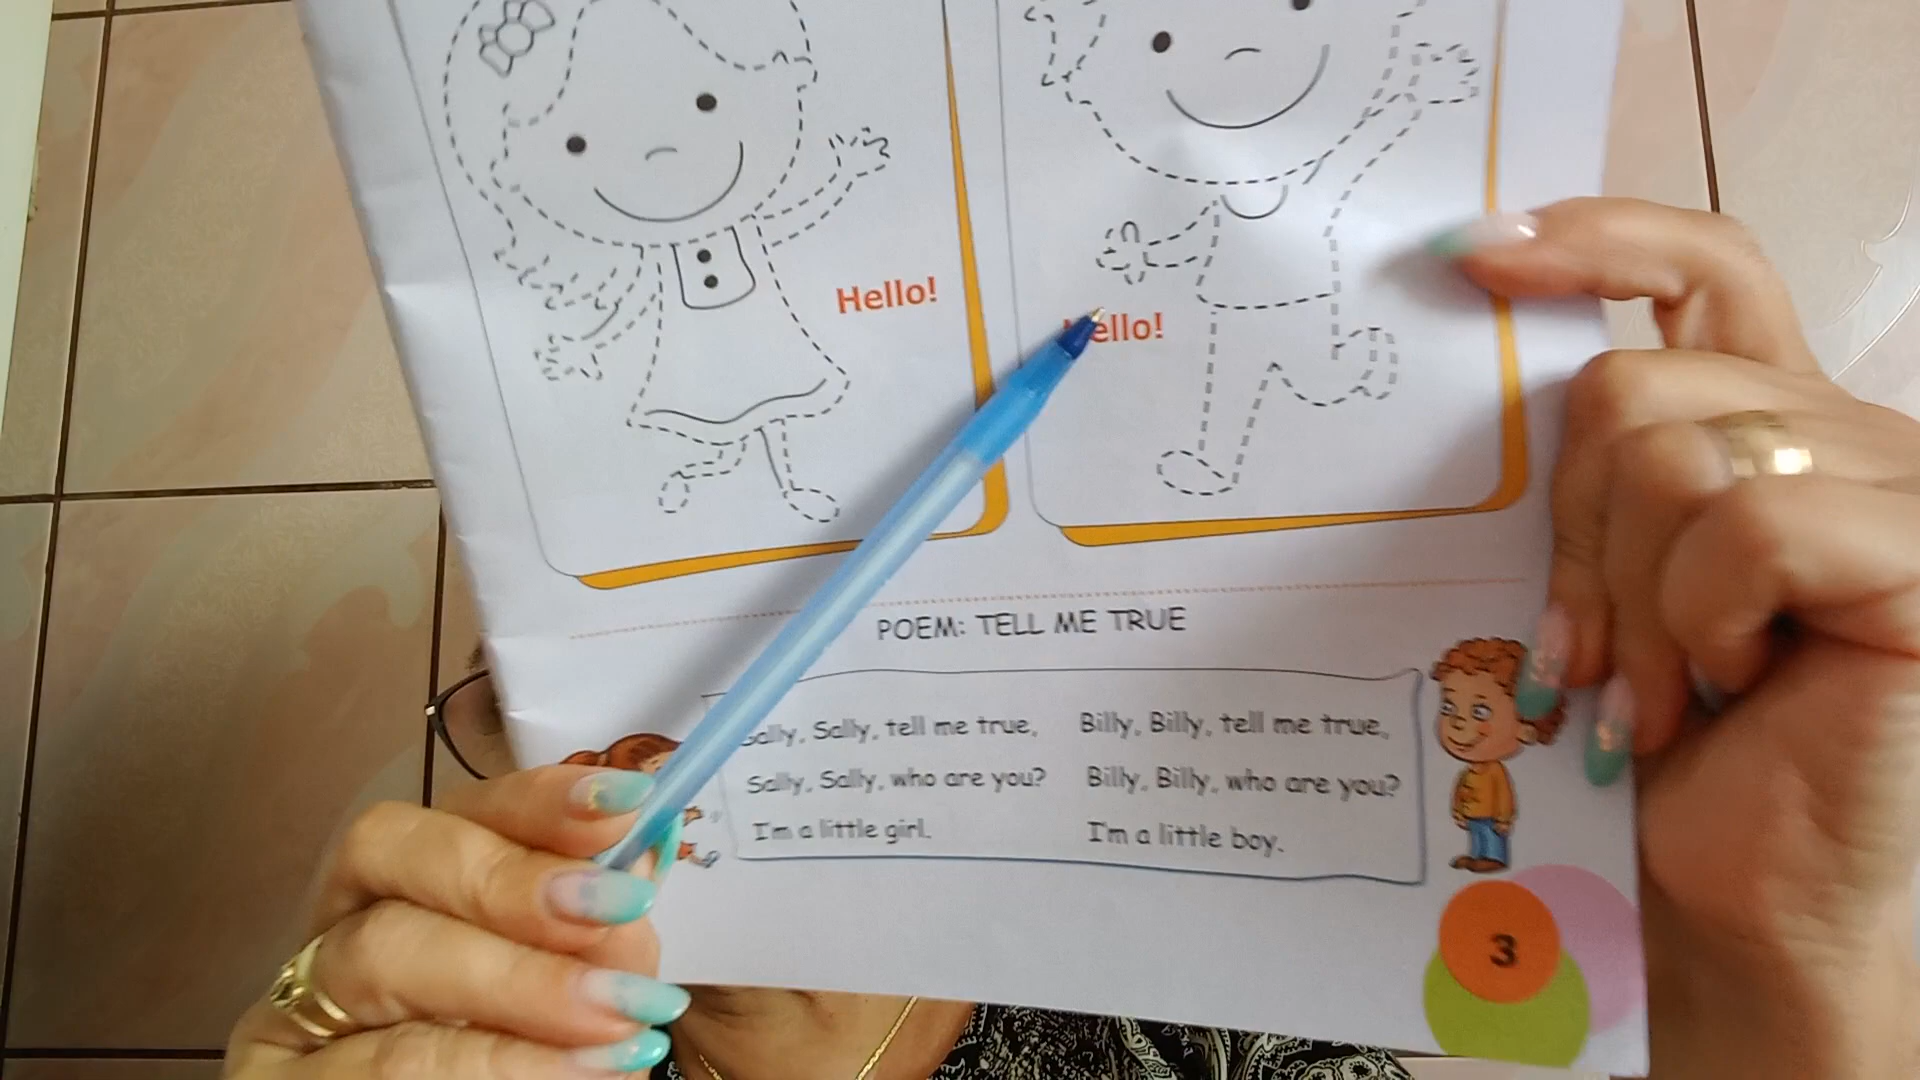 Hello!
Hello!
POEM: TELL ME TRUE
Sally, Sally, tell me true,
Sally, Sally, who are you?
I'm a little girl.
Billy, Billy, tell me true,
Billy, Billy, who are you?
I'm a little boy.
3